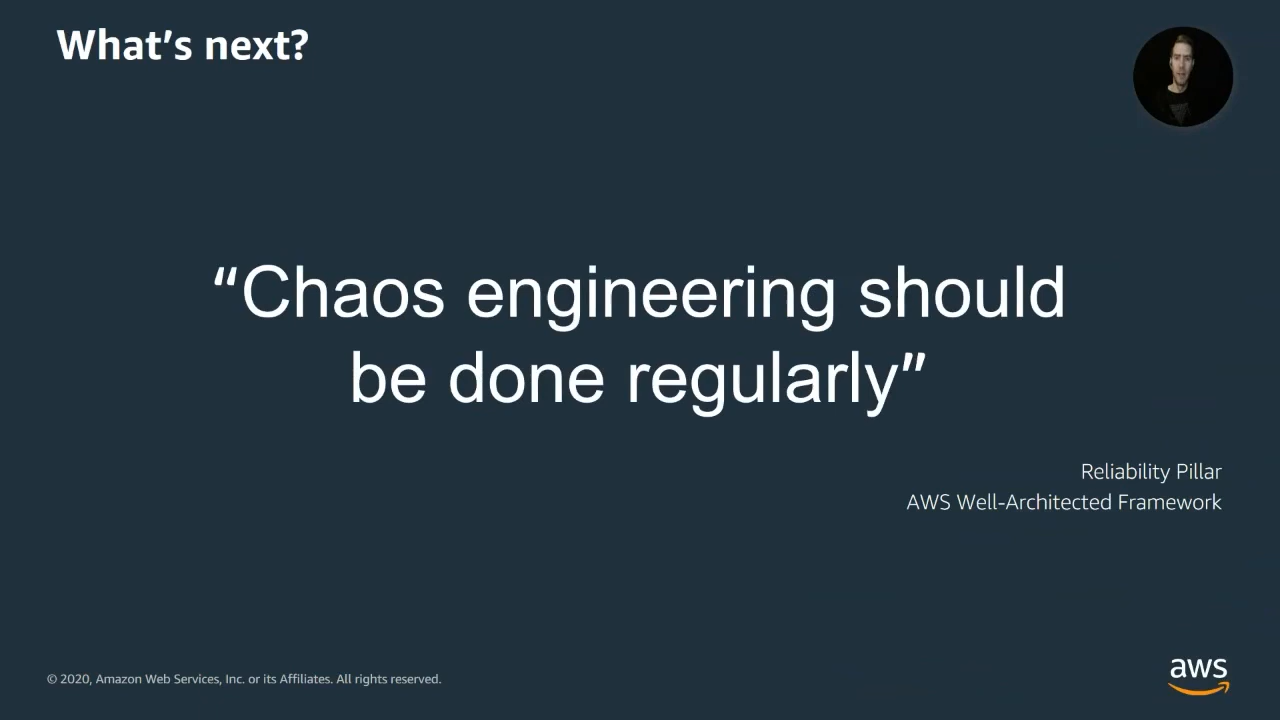 What's next?
“Chaos engineering should
be done regularly”
Reliability Pillar
AWS Well-Architected Framework
© 2020, Amazon Web Services, Inc. or its Affiliates. All rights reserved.
aws